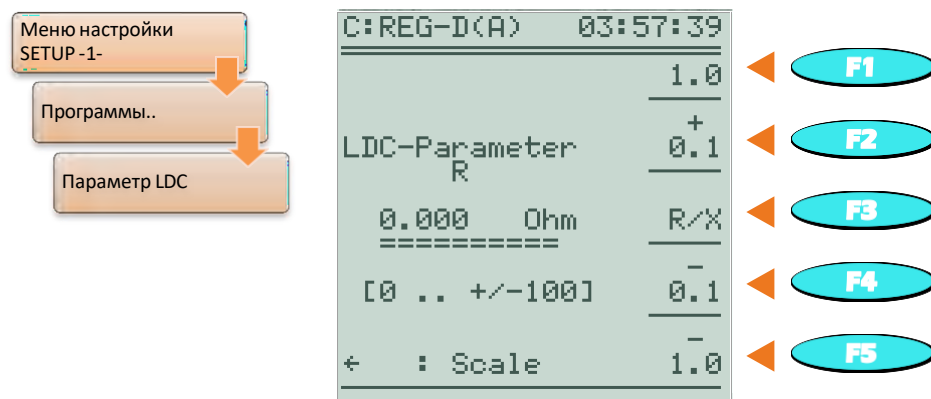 Меню настройки
SETUP -1-
Программы..
Параметр LDC
C:REG-D(A) 03:57:39
1.0
F1
+
LDC-Parameter 0.1
F2
R
0.000 Ohm R/X
F3
==========
–
[0 .. +/-100] 0.1
F4
–
← : Scale 1.0
F5